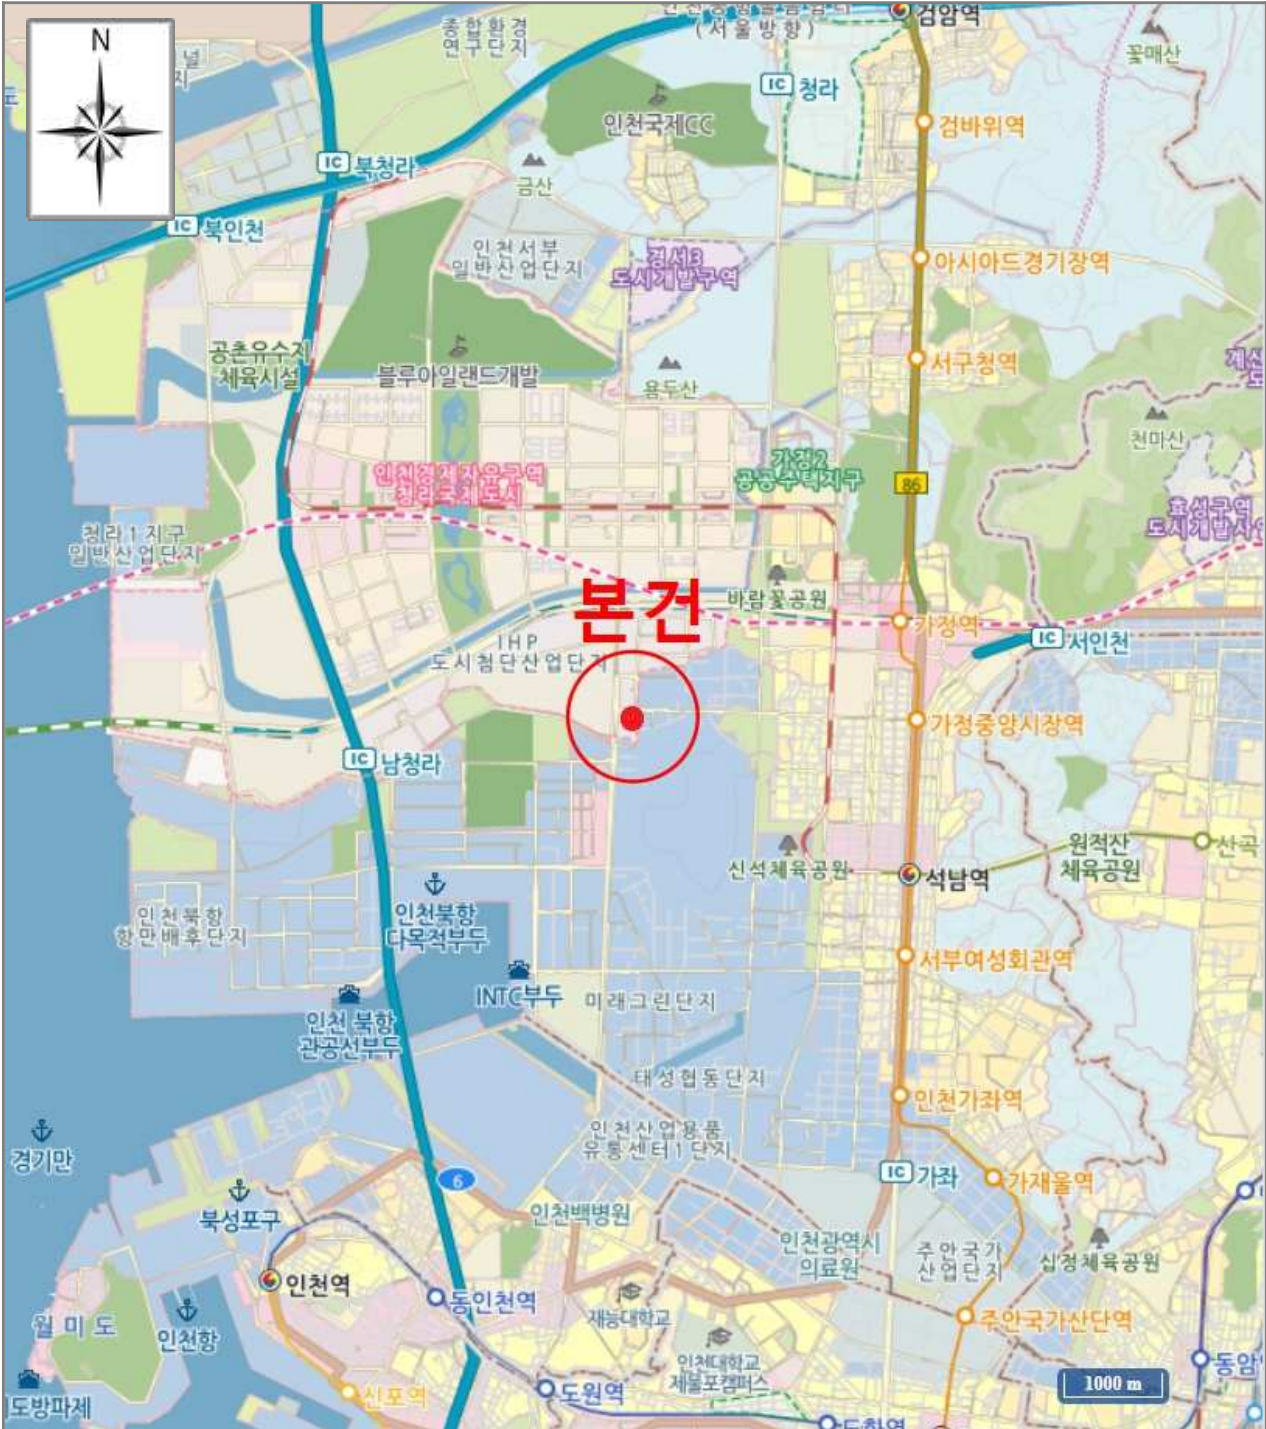 N
종합환경
연구단지
(서울방향)
검암역
꽃매산
IC 청라
인천국제CC
검바위역
IC 북청라
금산
IC 북인천
인천서부
일반산업단지
경서3
도시개발구역
아시아드경기장역
공촌유수지
체육시설
블루아일랜드개발
용두산
서구청역
천마산
가정2
공공주택지구
인천경제자유구역
청라국제도시
86
효성구역
청라1지구
일반산업단지
본건
바람꽃공원
가정역
IC 서인천
IHP
도시첨단산업단지
가정중앙시장역
IC 남청라
신석체육공원
석남역
원적산
체육공원
산곡
인천북항
항만배후단지
인천북항
다목적부두
서부여성회관역
INTC부두
미래그린단지
인천 북항
관공선부두
태성협동단지
인천가좌역
경기만
인천산업용품
유통센터1단지
6
IC 가좌
가재울역
북성포구
인천백병원
인천광역시
의료원
주안국가
산업단지
십정체육공원
인천역
동인천역
재능대학교
주안국가산단역
월미도
인천항
인천대학교
제물포캠퍼스
1000 m
동암
도방파제
신포역
도원역
도화역